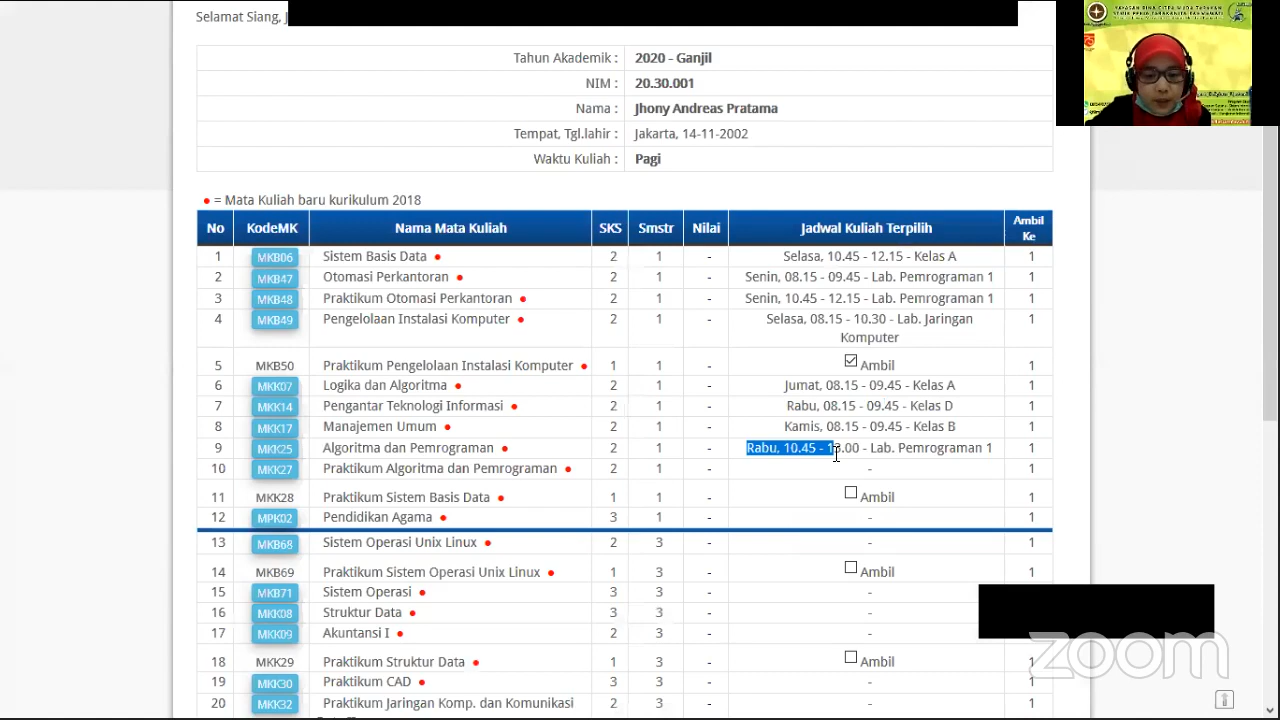 Selamat Siang, J
YAYASAN BINA CITRA MUDA TARAKAN
Tahun Akademik : 2020 - Ganjil
NIM : 20.30.001
Nama : Jhony Andreas Pratama
Tempat, Tgl.lahir : Jakarta, 14-11-2002
Waktu Kuliah : Pagi
● = Mata Kuliah baru kurikulum 2018
No KodeMK Nama Mata Kuliah SKS Smstr Nilai Jadwal Kuliah Terpilih Ambil Ke
1 MKB06 Sistem Basis Data ● 2 1 - Selasa, 10.45 - 12.15 - Kelas A 1
2 MKB47 Otomasi Perkantoran ● 2 1 - Senin, 08.15 - 09.45 - Lab. Pemrograman 1 1
3 MKB48 Praktikum Otomasi Perkantoran ● 2 1 - Senin, 10.45 - 12.15 - Lab. Pemrograman 1 1
4 MKB49 Pengelolaan Instalasi Komputer ● 2 1 - Selasa, 08.15 - 10.30 - Lab. Jaringan 1
Komputer
5 MKB50 Praktikum Pengelolaan Instalasi Komputer ● 1 1 - Ambil 1
6 MKK07 Logika dan Algoritma ● 2 1 - Jumat, 08.15 - 09.45 - Kelas A 1
7 MKK14 Pengantar Teknologi Informasi ● 2 1 - Rabu, 08.15 - 09.45 - Kelas D 1
8 MKK17 Manajemen Umum ● 2 1 - Kamis, 08.15 - 09.45 - Kelas B 1
9 MKK25 Algoritma dan Pemrograman ● 2 1 - Rabu, 10.45 - 13.00 - Lab. Pemrograman 1 1
10 MKK27 Praktikum Algoritma dan Pemrograman ● 2 1 - - 1
11 MKK28 Praktikum Sistem Basis Data ● 1 1 - Ambil 1
12 MPK02 Pendidikan Agama ● 3 1 - - 1
13 MKB68 Sistem Operasi Unix Linux ● 2 3 - - 1
14 MKB69 Praktikum Sistem Operasi Unix Linux ● 1 3 - Ambil 1
15 MKB71 Sistem Operasi ● 3 3 - -
16 MKK08 Struktur Data ● 3 3 - -
17 MKK09 Akuntansi I ● 2 3 - -
18 MKK29 Praktikum Struktur Data ● 1 3 - Ambil 1
19 MKK30 Praktikum CAD ● 3 3 - - 1
20 MKK32 Praktikum Jaringan Komp. dan Komunikasi 2 3 - - 1
zoom